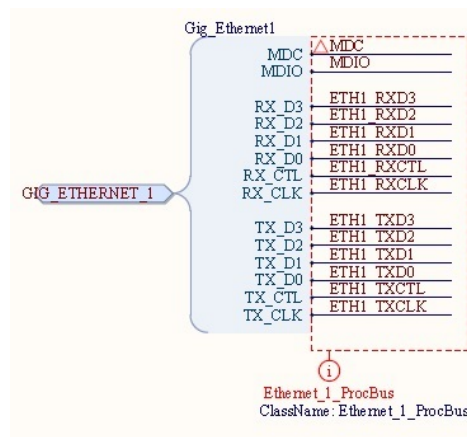 Gig_Ethernet1
MDC MDC
MDIO MDIO
RX_D3 ETH1_RXD3
RX_D2 ETH1_RXD2
RX_D1 ETH1_RXD1
RX_D0 ETH1_RXD0
RX_CTL ETH1_RXCTL
RX_CLK ETH1_RXCLK
GIG_ETHERNET_1
TX_D3 ETH1_TXD3
TX_D2 ETH1_TXD2
TX_D1 ETH1_TXD1
TX_D0 ETH1_TXD0
TX_CTL ETH1_TXCTL
TX_CLK ETH1_TXCLK
i
Ethernet_1_ProcBus
ClassName: Ethernet_1_ProcBus